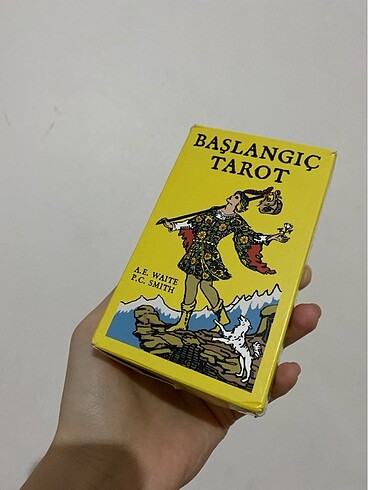 BAŞLANGIÇ
TAROT
A.E. WAITE
P.C. SMITH